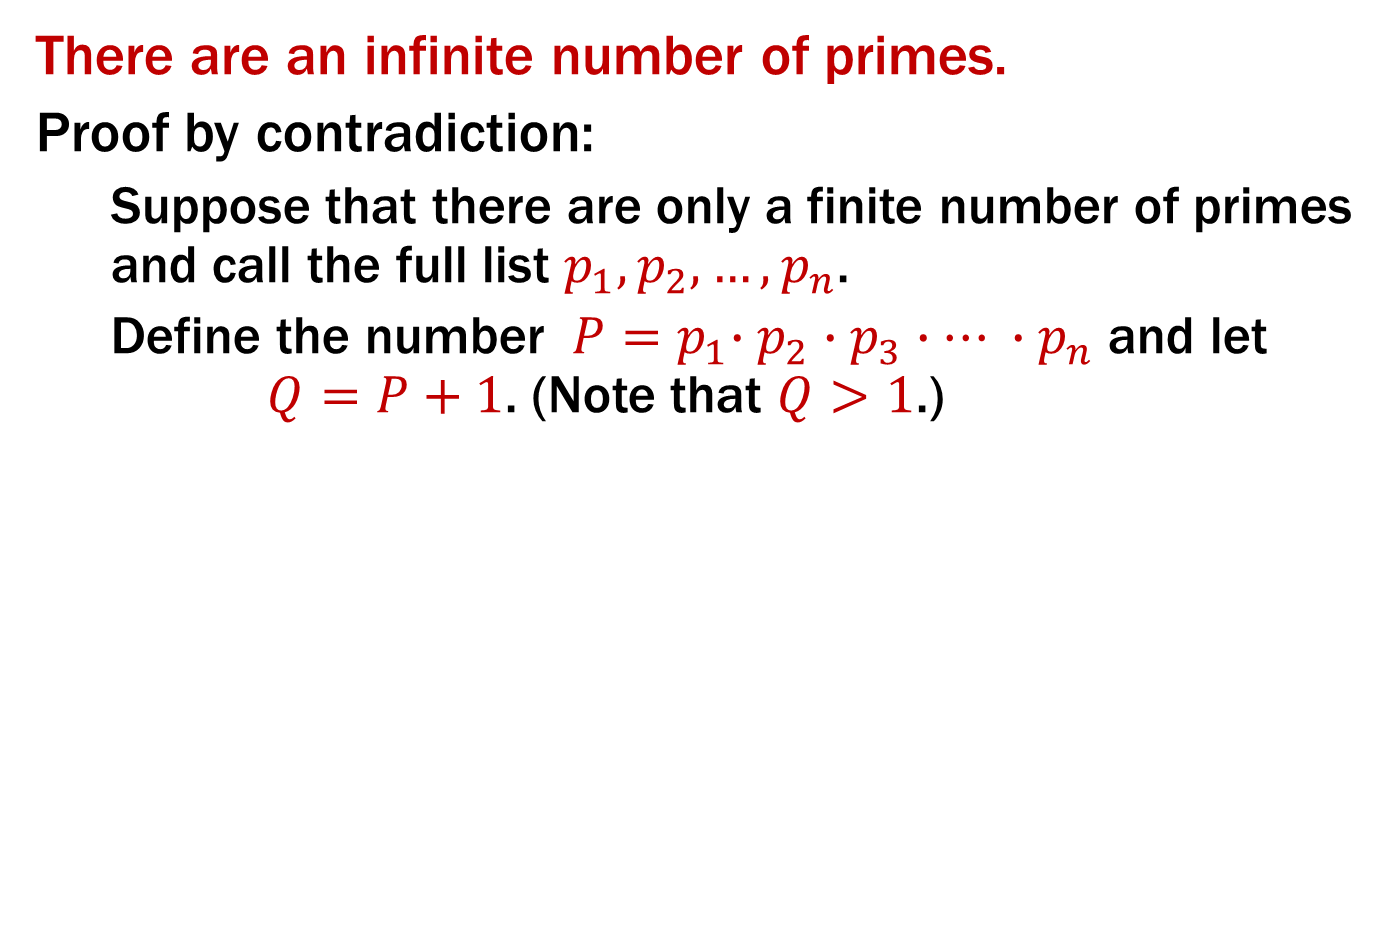 There are an infinite number of primes.
Proof by contradiction:
Suppose that there are only a finite number of primes
and call the full list p₁, p₂, … , pₙ.
Define the number P = p₁ · p₂ · p₃ · ⋯ · pₙ and let
Q = P + 1. (Note that Q > 1.)